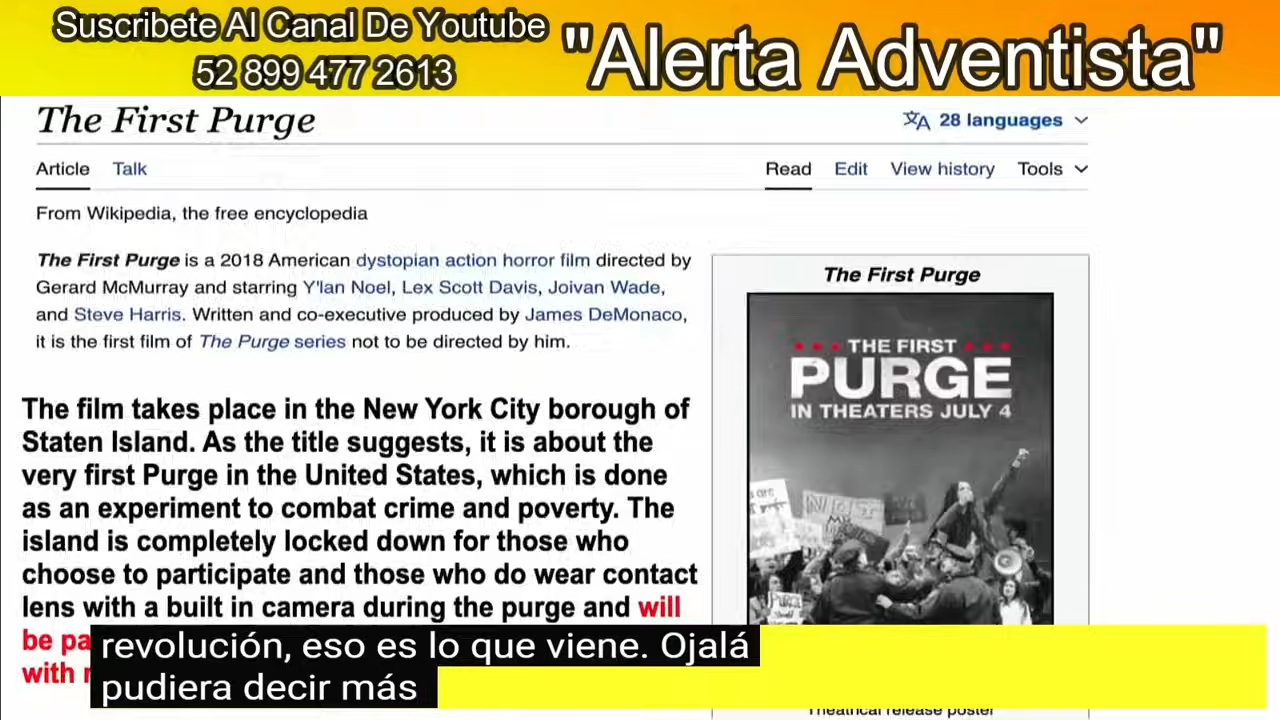 Suscribete Al Canal De Youtube
52 899 477 2613
"Alerta Adventista"
The First Purge
28 languages
Article Talk
Read Edit View history Tools
From Wikipedia, the free encyclopedia
The First Purge is a 2018 American dystopian action horror film directed by
Gerard McMurray and starring Y'lan Noel, Lex Scott Davis, Joivan Wade,
and Steve Harris. Written and co-executive produced by James DeMonaco,
it is the first film of The Purge series not to be directed by him.
The film takes place in the New York City borough of
Staten Island. As the title suggests, it is about the
very first Purge in the United States, which is done
as an experiment to combat crime and poverty. The
island is completely locked down for those who
choose to participate and those who do wear contact
lens with a built in camera during the purge and will
be
with
The First Purge
THE FIRST
PURGE
IN THEATERS JULY 4
NOT
MY
Theatrical release poster
revolución, eso es lo que viene. Ojalá
pudiera decir más